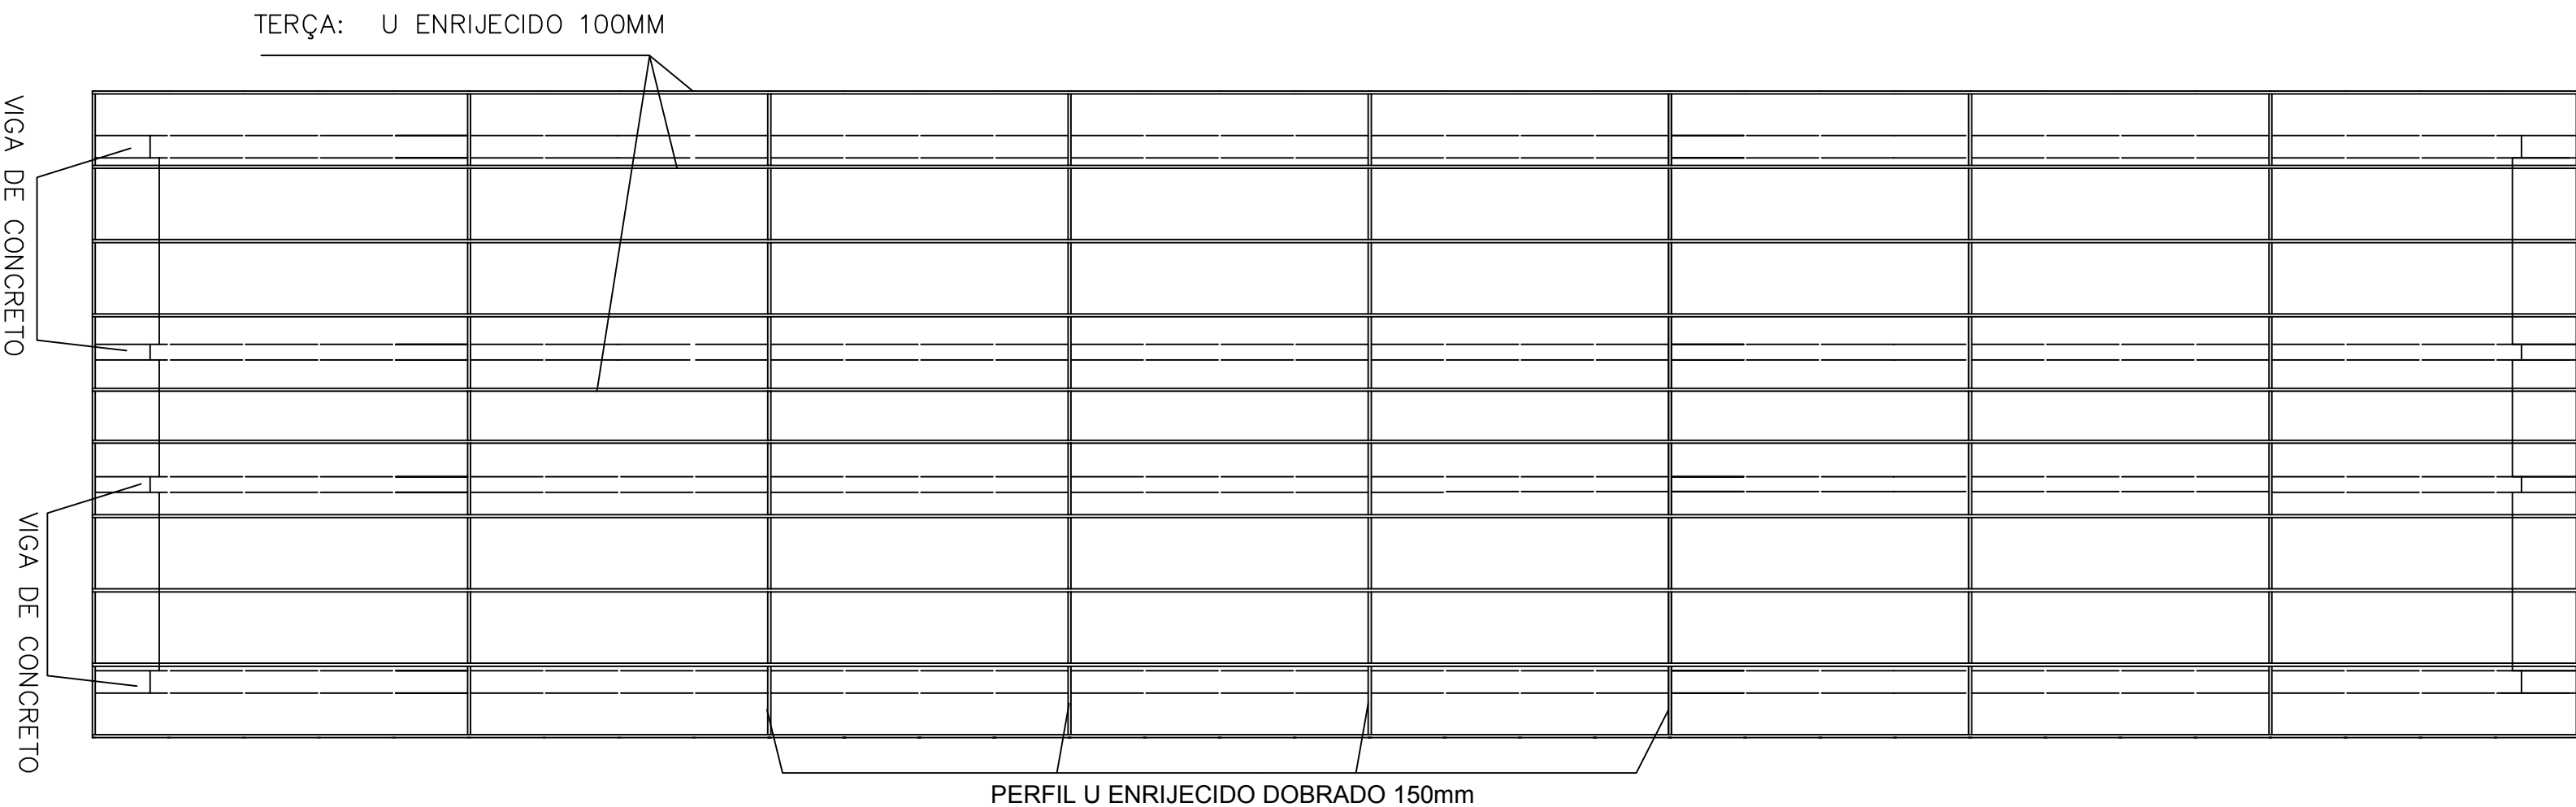 TERÇA: U ENRIJECIDO 100MM
VIGA DE CONCRETO
VIGA DE CONCRETO
PERFIL U ENRIJECIDO DOBRADO 150mm